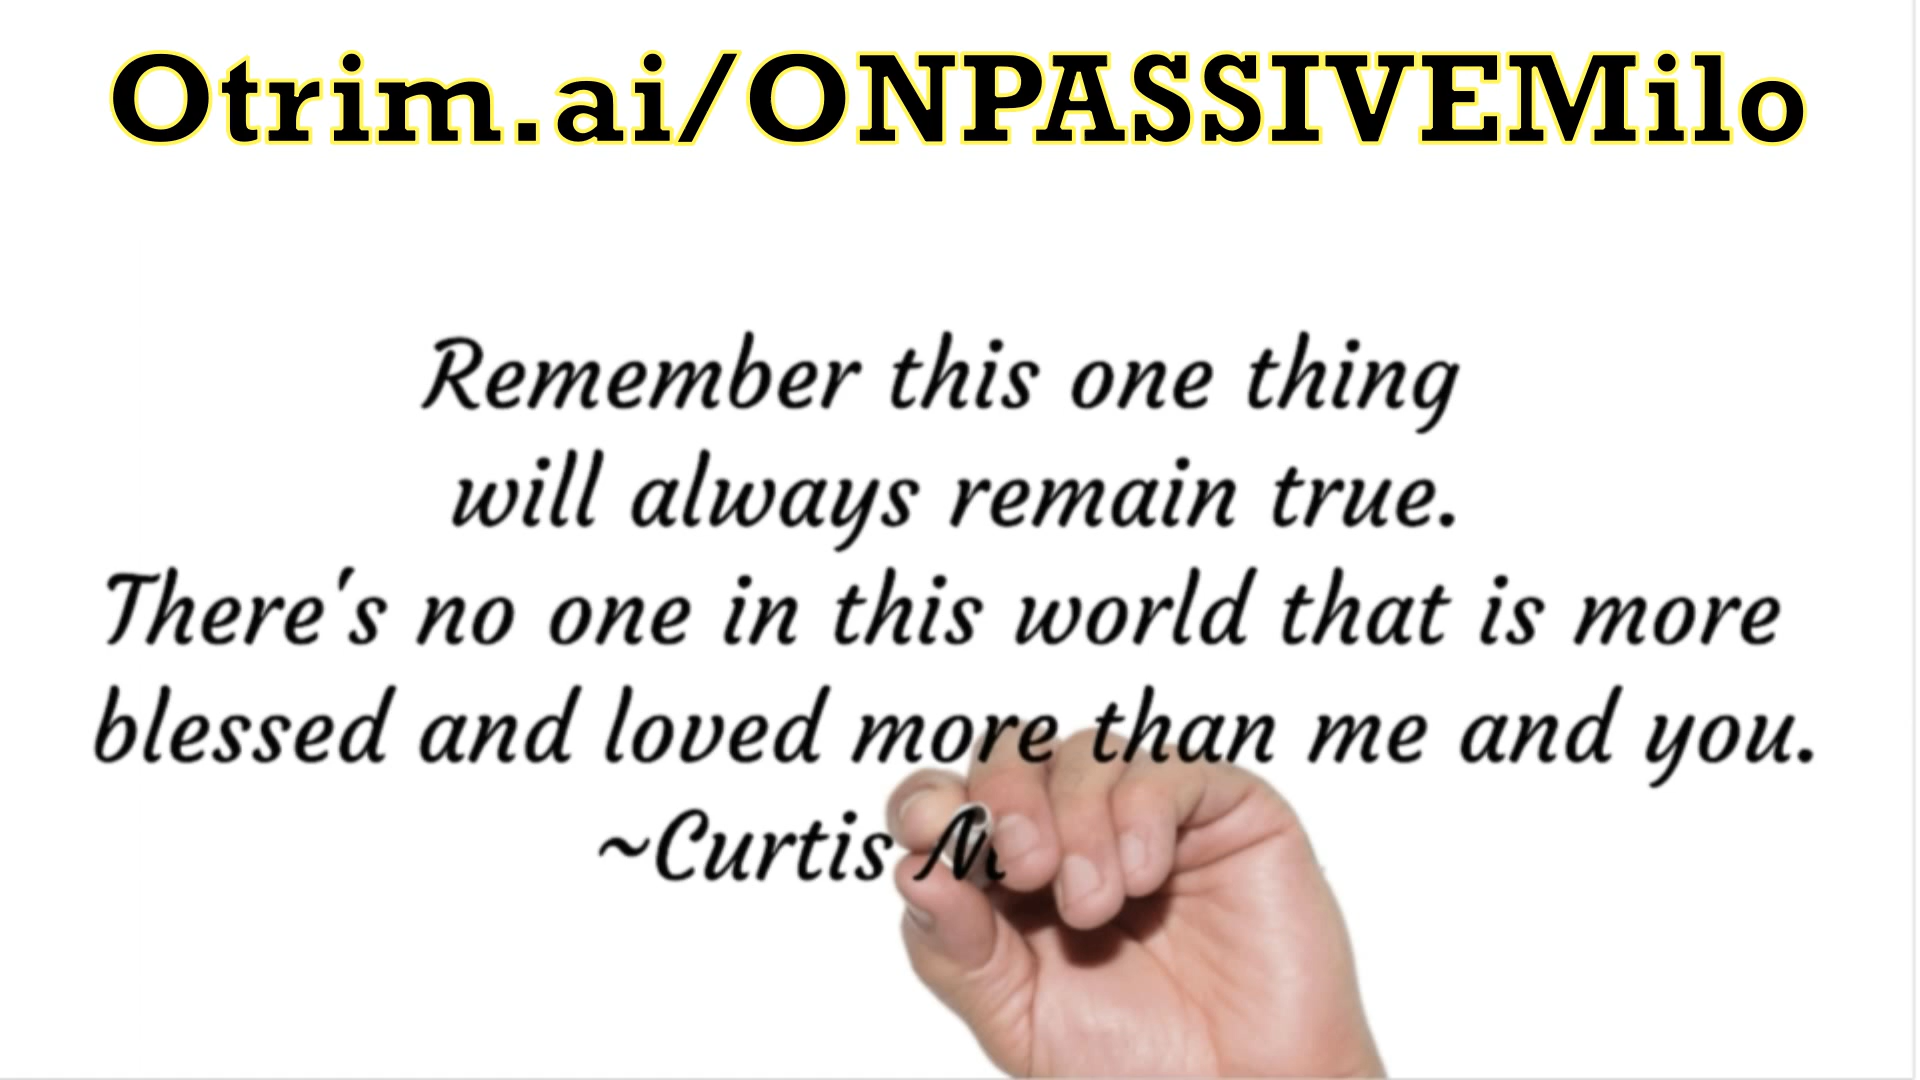 Otrim.ai/ONPASSIVEMilo
Remember this one thing
will always remain true.
There's no one in this world that is more
blessed and loved more than me and you.
~Curtis